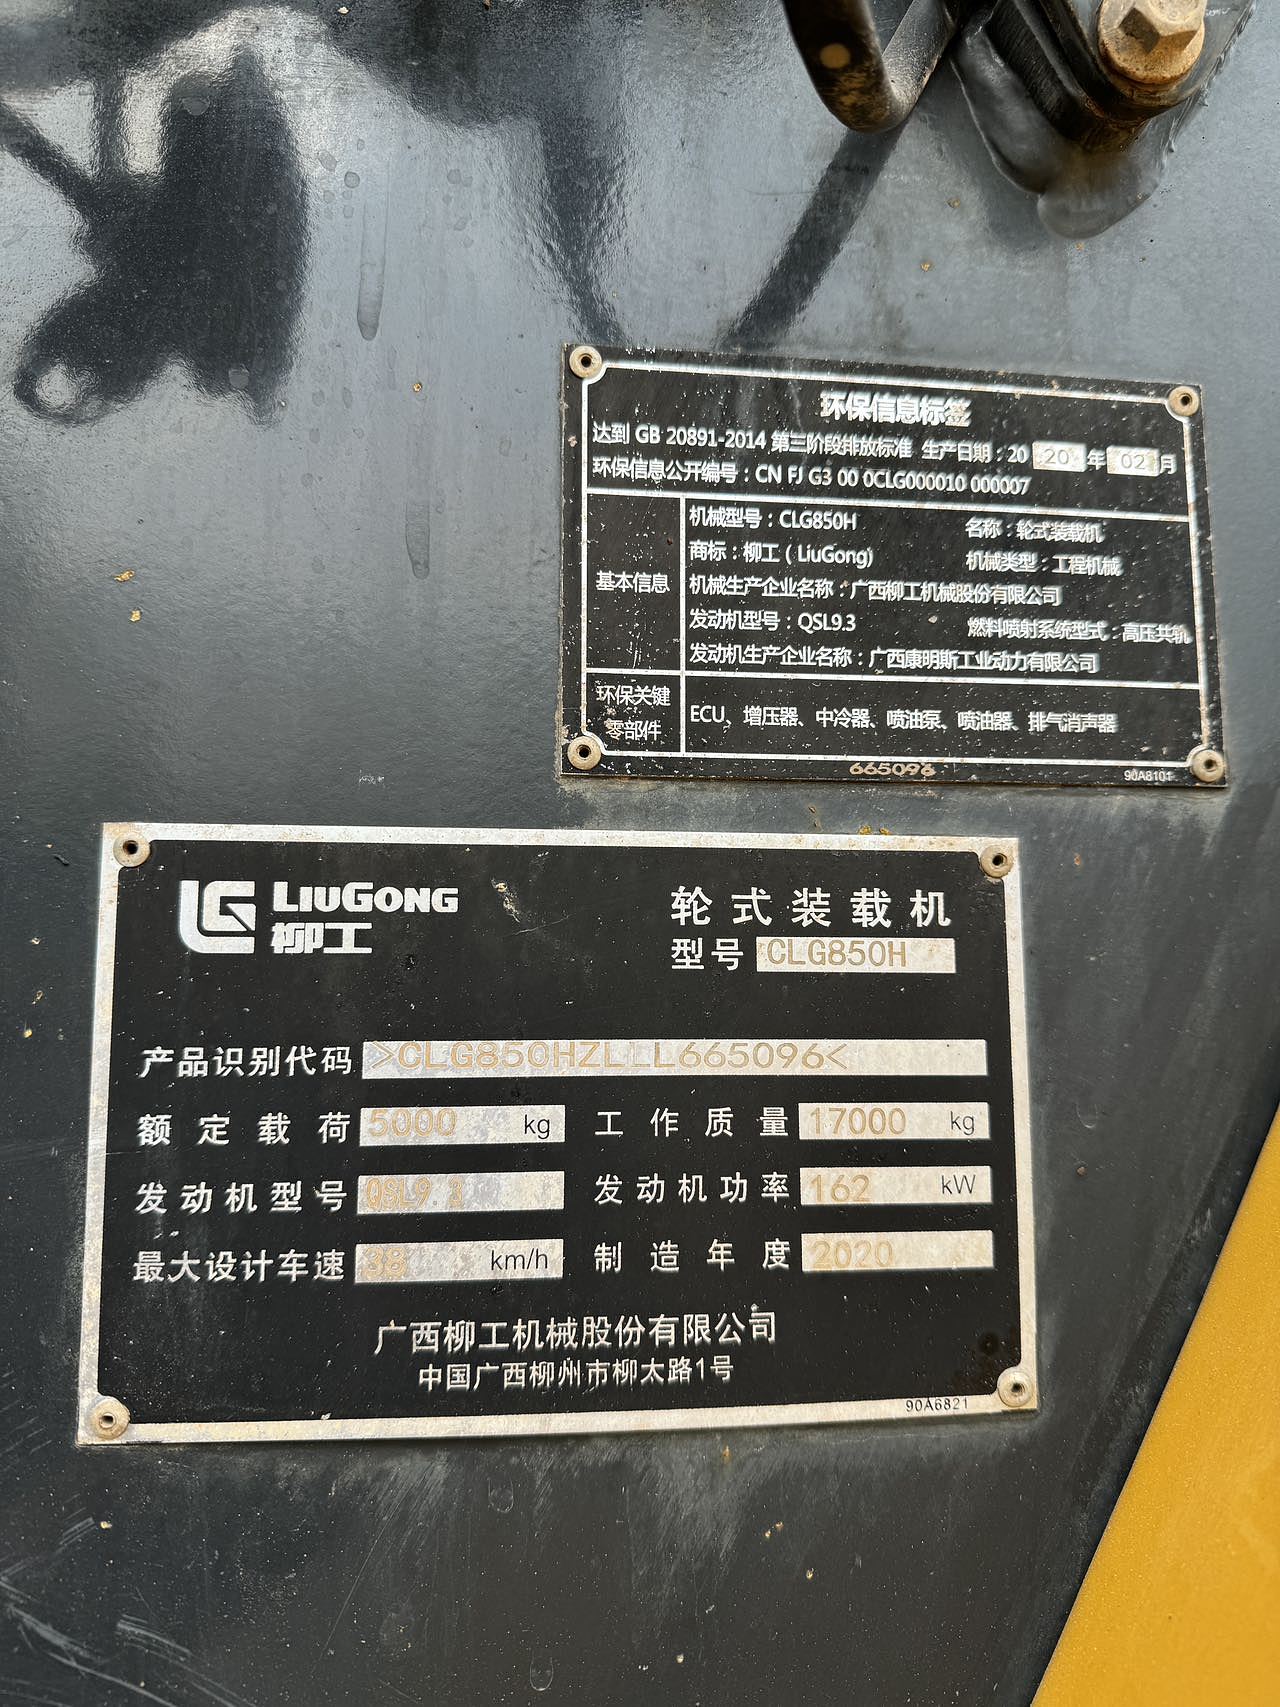 环保信息标签
达到 GB 20891-2014 第三阶段排放标准 生产日期：20 20 年 02 月
环保信息公开编号：CN FJ G3 00 0CLG000010 000007
基本信息
机械型号：CLG850H 名称：轮式装载机
商标：柳工（LiuGong) 机械类型：工程机械
机械生产企业名称：广西柳工机械股份有限公司
发动机型号：QSL9.3 燃料喷射系统型式：高压共轨
发动机生产企业名称：广西康明斯工业动力有限公司
环保关键
零部件
ECU、增压器、中冷器、喷油泵、喷油器、排气消声器
665096 90A8101
LG LIUGONG
柳工
轮式装载机
型号 CLG850H
产品识别代码 >CLG850HZLLL665096<
额定载荷 5000 kg 工作质量 17000 kg
发动机型号 QSL9.3 发动机功率 162 kW
最大设计车速 38 km/h 制造年度 2020
广西柳工机械股份有限公司
中国广西柳州市柳太路1号
90A6821